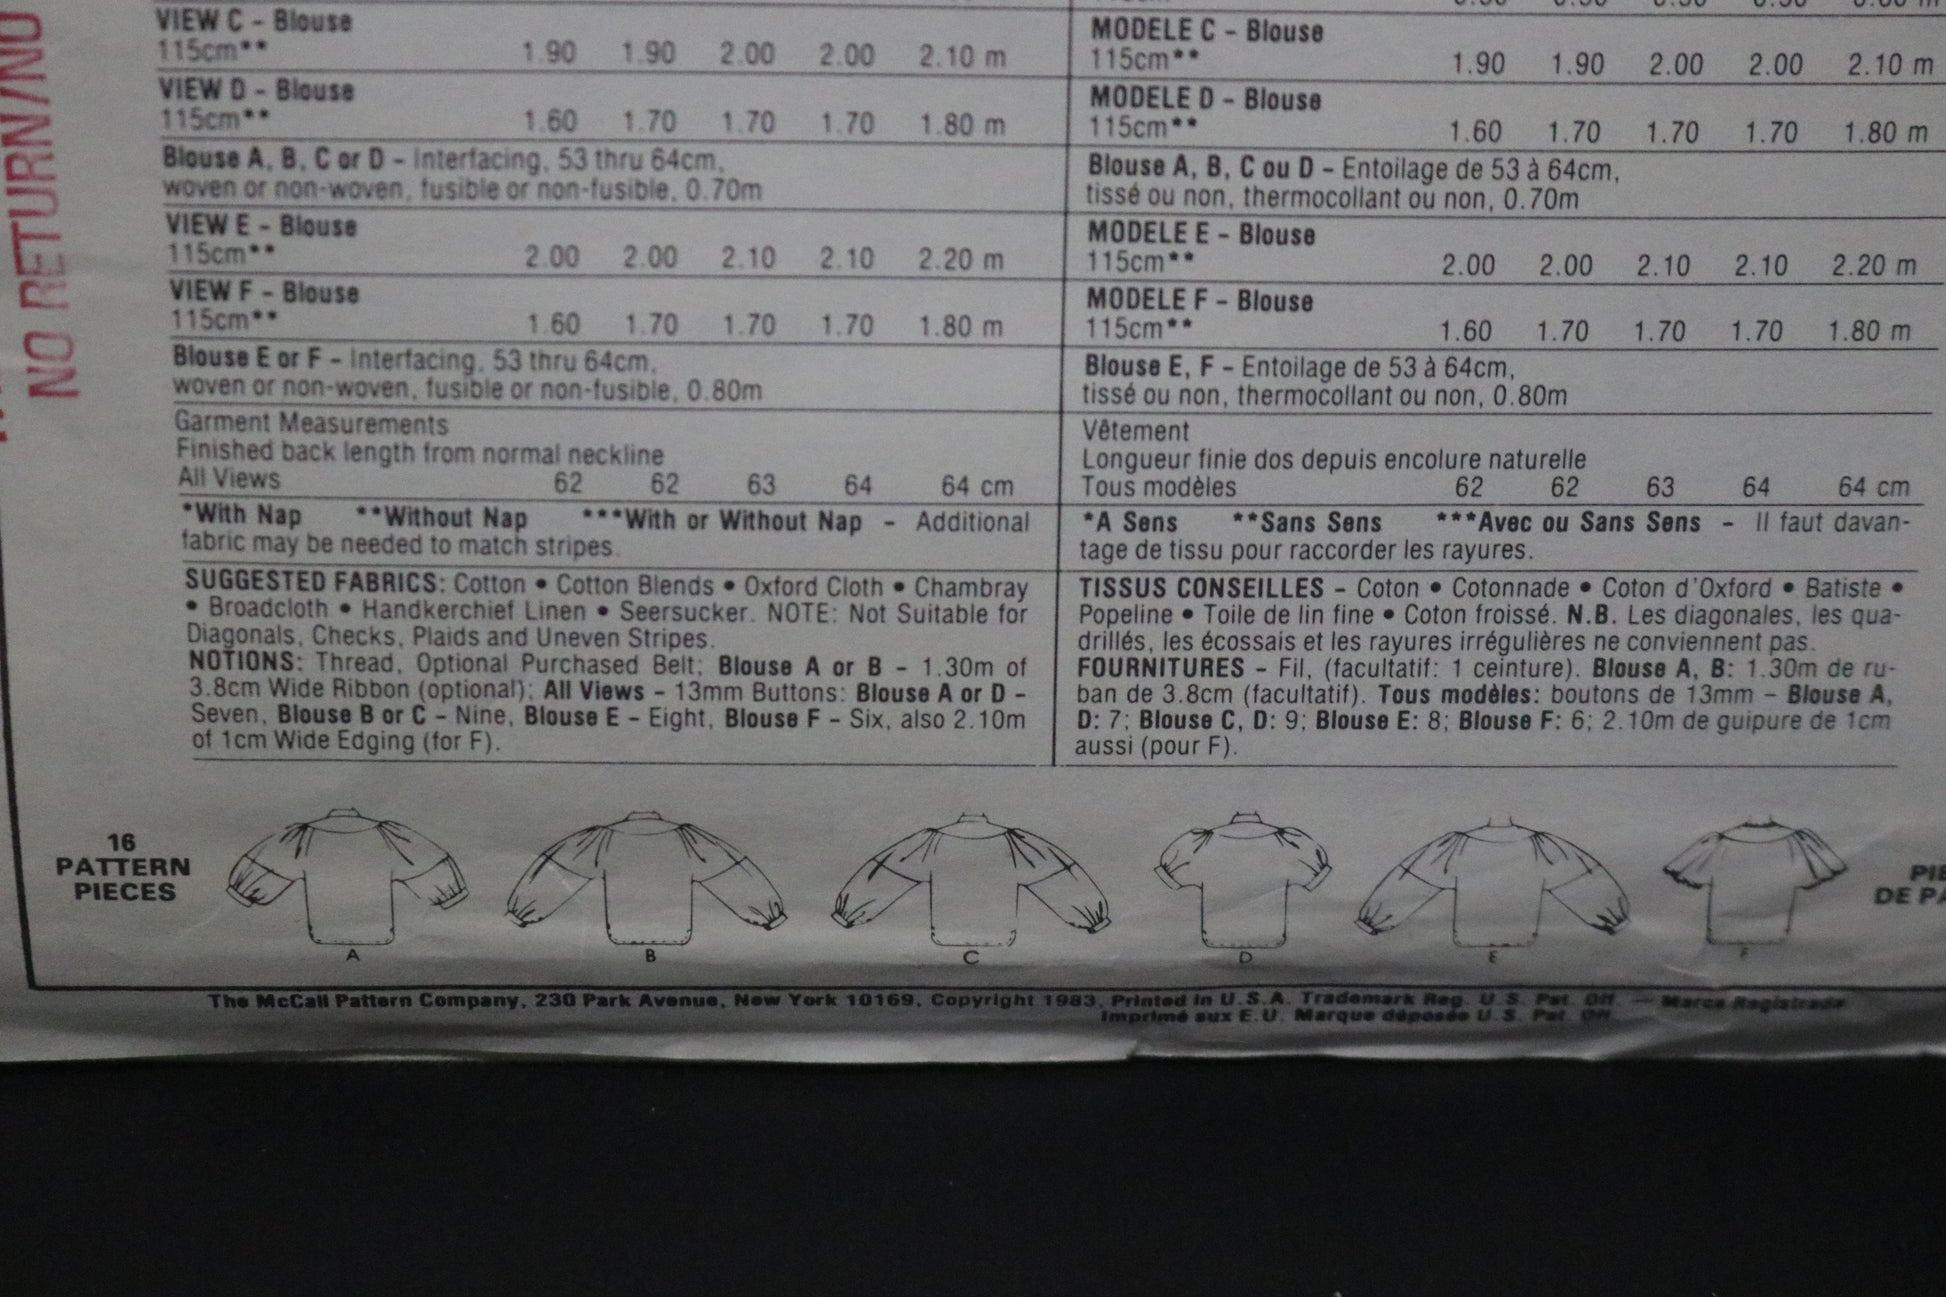 NO RETURN/NO
VIEW C - Blouse
115cm** 1.90 1.90 2.00 2.00 2.10 m
VIEW D - Blouse
115cm** 1.60 1.70 1.70 1.70 1.80 m
Blouse A, B, C or D - Interfacing, 53 thru 64cm,
woven or non-woven, fusible or non-fusible, 0.70m
VIEW E - Blouse
115cm** 2.00 2.00 2.10 2.10 2.20 m
VIEW F - Blouse
115cm** 1.60 1.70 1.70 1.70 1.80 m
Blouse E or F - Interfacing, 53 thru 64cm,
woven or non-woven, fusible or non-fusible, 0.80m
Garment Measurements
Finished back length from normal neckline
All Views 62 62 63 64 64 cm
*With Nap **Without Nap ***With or Without Nap - Additional
fabric may be needed to match stripes.
SUGGESTED FABRICS: Cotton • Cotton Blends • Oxford Cloth • Chambray
• Broadcloth • Handkerchief Linen • Seersucker. NOTE: Not Suitable for
Diagonals, Checks, Plaids and Uneven Stripes.
NOTIONS: Thread, Optional Purchased Belt; Blouse A or B - 1.30m of
3.8cm Wide Ribbon (optional); All Views - 13mm Buttons: Blouse A or D -
Seven, Blouse B or C - Nine, Blouse E - Eight, Blouse F - Six, also 2.10m
of 1cm Wide Edging (for F).
MODELE C - Blouse
115cm** 1.90 1.90 2.00 2.00 2.10 m
MODELE D - Blouse
115cm** 1.60 1.70 1.70 1.70 1.80 m
Blouse A, B, C ou D - Entoilage de 53 à 64cm,
tissé ou non, thermocollant ou non, 0.70m
MODELE E - Blouse
115cm** 2.00 2.00 2.10 2.10 2.20 m
MODELE F - Blouse
115cm** 1.60 1.70 1.70 1.70 1.80 m
Blouse E, F - Entoilage de 53 à 64cm,
tissé ou non, thermocollant ou non, 0.80m
Vêtement
Longueur finie dos depuis encolure naturelle
Tous modèles 62 62 63 64 64 cm
*A Sens **Sans Sens ***Avec ou Sans Sens - Il faut davan-
tage de tissu pour raccorder les rayures.
TISSUS CONSEILLES - Coton • Cotonnade • Coton d'Oxford • Batiste •
Popeline • Toile de lin fine • Coton froissé. N.B. Les diagonales, les qua-
drillés, les écossais et les rayures irrégulières ne conviennent pas.
FOURNITURES - Fil, (facultatif: 1 ceinture). Blouse A, B: 1.30m de ru-
ban de 3.8cm (facultatif). Tous modèles: boutons de 13mm - Blouse A,
D: 7; Blouse C, D: 9; Blouse E: 8; Blouse F: 6; 2.10m de guipure de 1cm
aussi (pour F).
16
PATTERN
PIECES
A B C D E F
PIE
DE PA
The McCall Pattern Company, 230 Park Avenue, New York 10169, Copyright 1983, Printed in U.S.A. Trademark Reg. U.S. Pat. Off. — Marca Registrada
Imprimé aux E.U. Marque déposée U.S. Pat. Off.